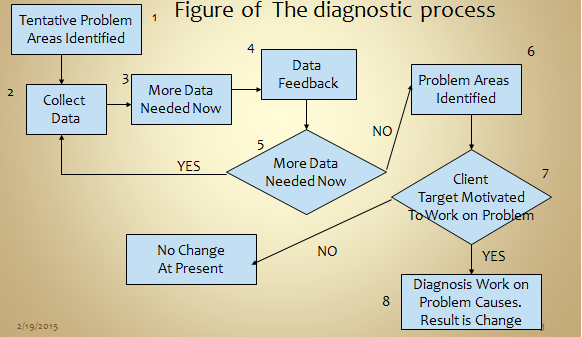 Figure of The diagnostic process
1
Tentative Problem
Areas Identified
2
Collect
Data
3
More Data
Needed Now
4
Data
Feedback
5
More Data
Needed Now
YES
NO
6
Problem Areas
Identified
7
Client
Target Motivated
To Work on Problem
NO
No Change
At Present
YES
8
Diagnosis Work on
Problem Causes.
Result is Change
2/19/2015